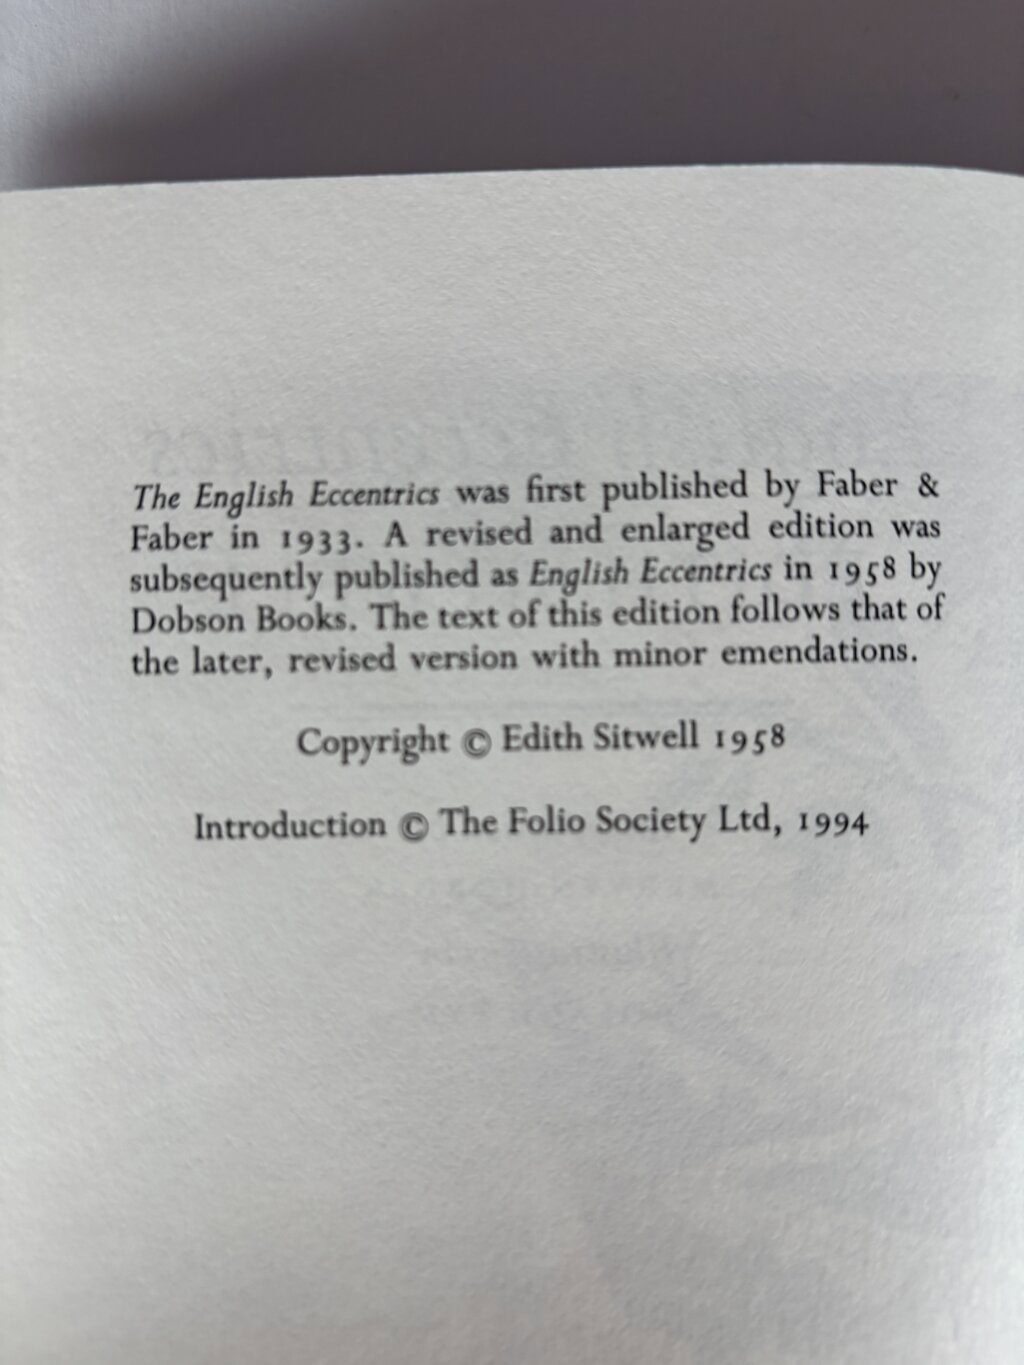 The English Eccentrics was first published by Faber &
Faber in 1933. A revised and enlarged edition was
subsequently published as English Eccentrics in 1958 by
Dobson Books. The text of this edition follows that of
the later, revised version with minor emendations.
Copyright © Edith Sitwell 1958
Introduction © The Folio Society Ltd, 1994